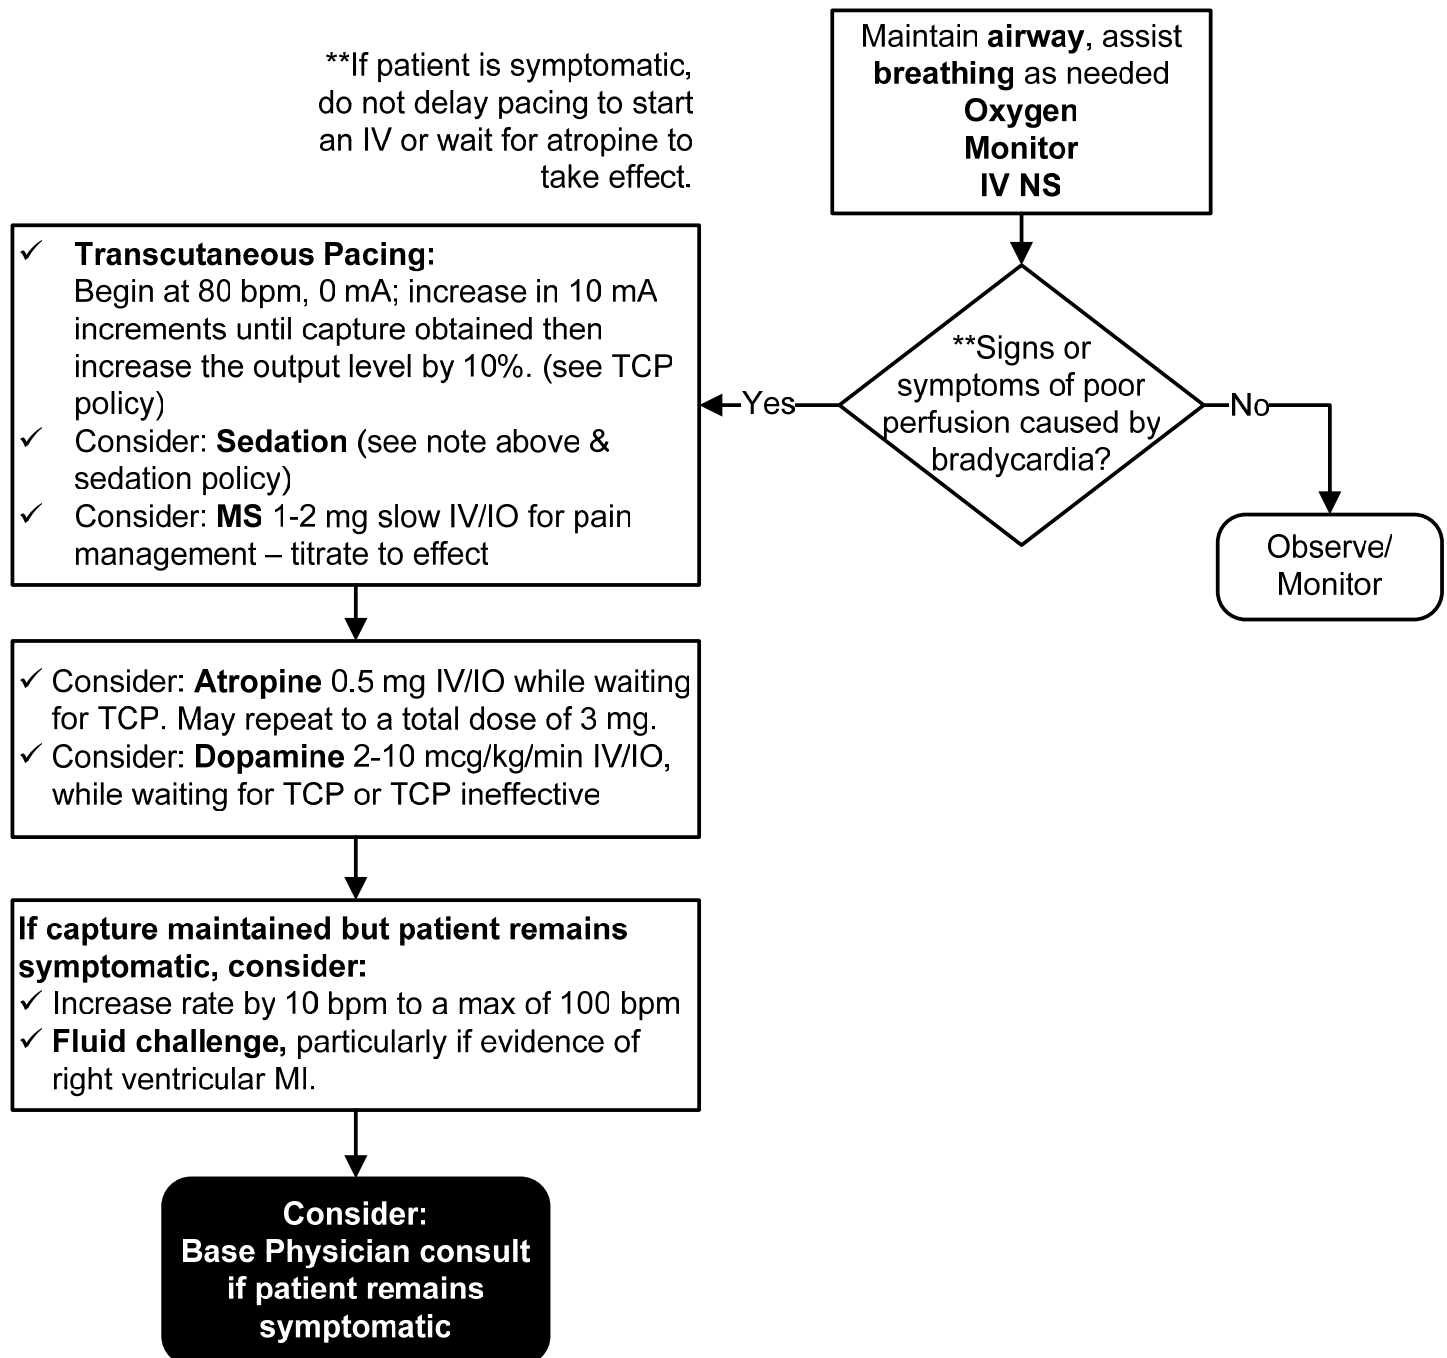 **If patient is symptomatic,
do not delay pacing to start
an IV or wait for atropine to
take effect.
Maintain airway, assist
breathing as needed
Oxygen
Monitor
IV NS
**Signs or
symptoms of poor
perfusion caused by
bradycardia?
Yes
No
Observe/
Monitor
✓ Transcutaneous Pacing:
Begin at 80 bpm, 0 mA; increase in 10 mA
increments until capture obtained then
increase the output level by 10%. (see TCP
policy)
✓ Consider: Sedation (see note above &
sedation policy)
✓ Consider: MS 1-2 mg slow IV/IO for pain
management – titrate to effect
✓ Consider: Atropine 0.5 mg IV/IO while waiting
for TCP. May repeat to a total dose of 3 mg.
✓ Consider: Dopamine 2-10 mcg/kg/min IV/IO,
while waiting for TCP or TCP ineffective
If capture maintained but patient remains
symptomatic, consider:
✓ Increase rate by 10 bpm to a max of 100 bpm
✓ Fluid challenge, particularly if evidence of
right ventricular MI.
Consider:
Base Physician consult
if patient remains
symptomatic